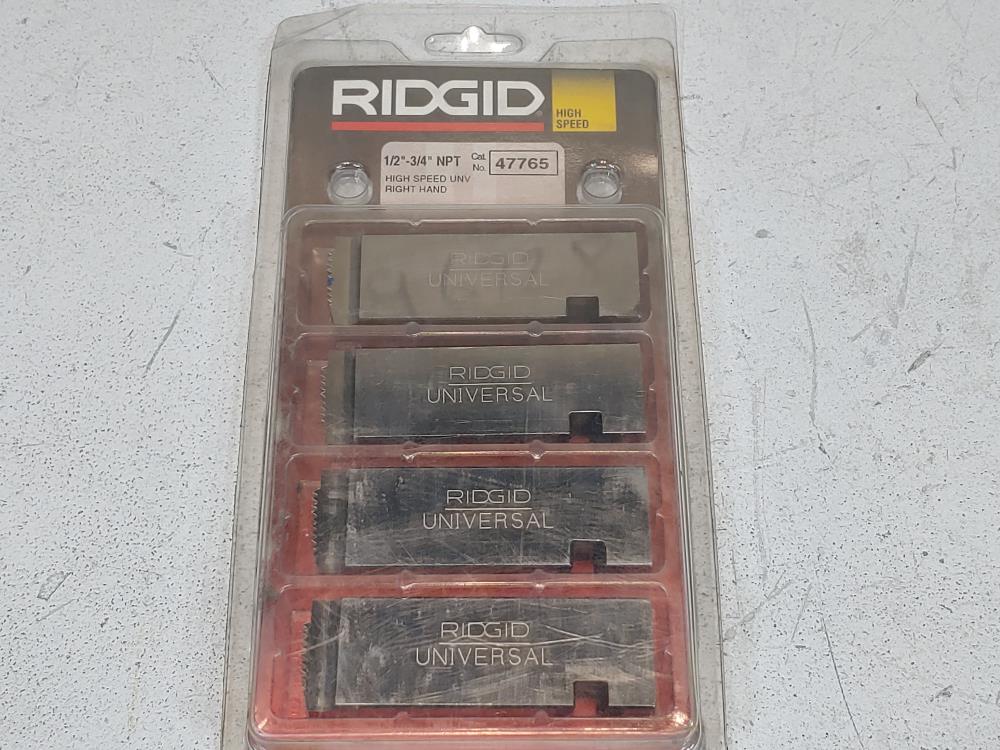 RIDGID
HIGH
SPEED
1/2"-3/4" NPT Cat. No. 47765
HIGH SPEED UNV
RIGHT HAND
RIDGID
UNIVERSAL
RIDGID
UNIVERSAL
RIDGID
UNIVERSAL
RIDGID
UNIVERSAL